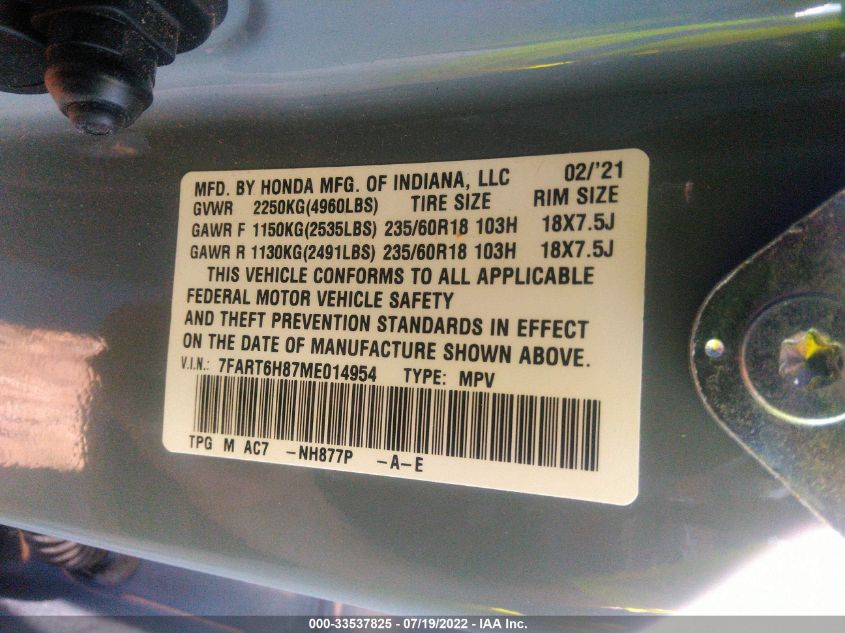 MFD. BY HONDA MFG. OF INDIANA, LLC 02/'21
GVWR 2250KG(4960LBS) TIRE SIZE RIM SIZE
GAWR F 1150KG(2535LBS) 235/60R18 103H 18X7.5J
GAWR R 1130KG(2491LBS) 235/60R18 103H 18X7.5J
THIS VEHICLE CONFORMS TO ALL APPLICABLE
FEDERAL MOTOR VEHICLE SAFETY
AND THEFT PREVENTION STANDARDS IN EFFECT
ON THE DATE OF MANUFACTURE SHOWN ABOVE.
V.I.N.: 7FART6H87ME014954 TYPE: MPV
TPG M AC7 -NH877P -A-E
000-33537825 - 07/19/2022 - IAA Inc.